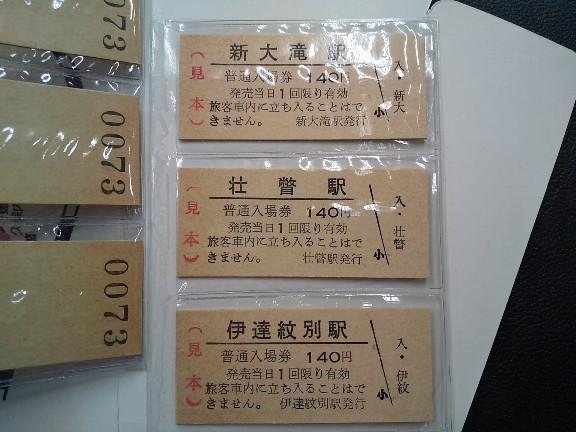 0073
0073
0073
新大滝駅
(見本)
普通入場券 140円
発売当日1回限り有効
旅客車内に立ち入ることはで
きません。 新大滝駅発行
小
入・新大
壮瞥駅
(見本)
普通入場券 140円
発売当日1回限り有効
旅客車内に立ち入ることはで
きません。 壮瞥駅発行
小
入・壮瞥
伊達紋別駅
(見本)
普通入場券 140円
発売当日1回限り有効
旅客車内に立ち入ることはで
きません。 伊達紋別駅発行
小
入・伊紋